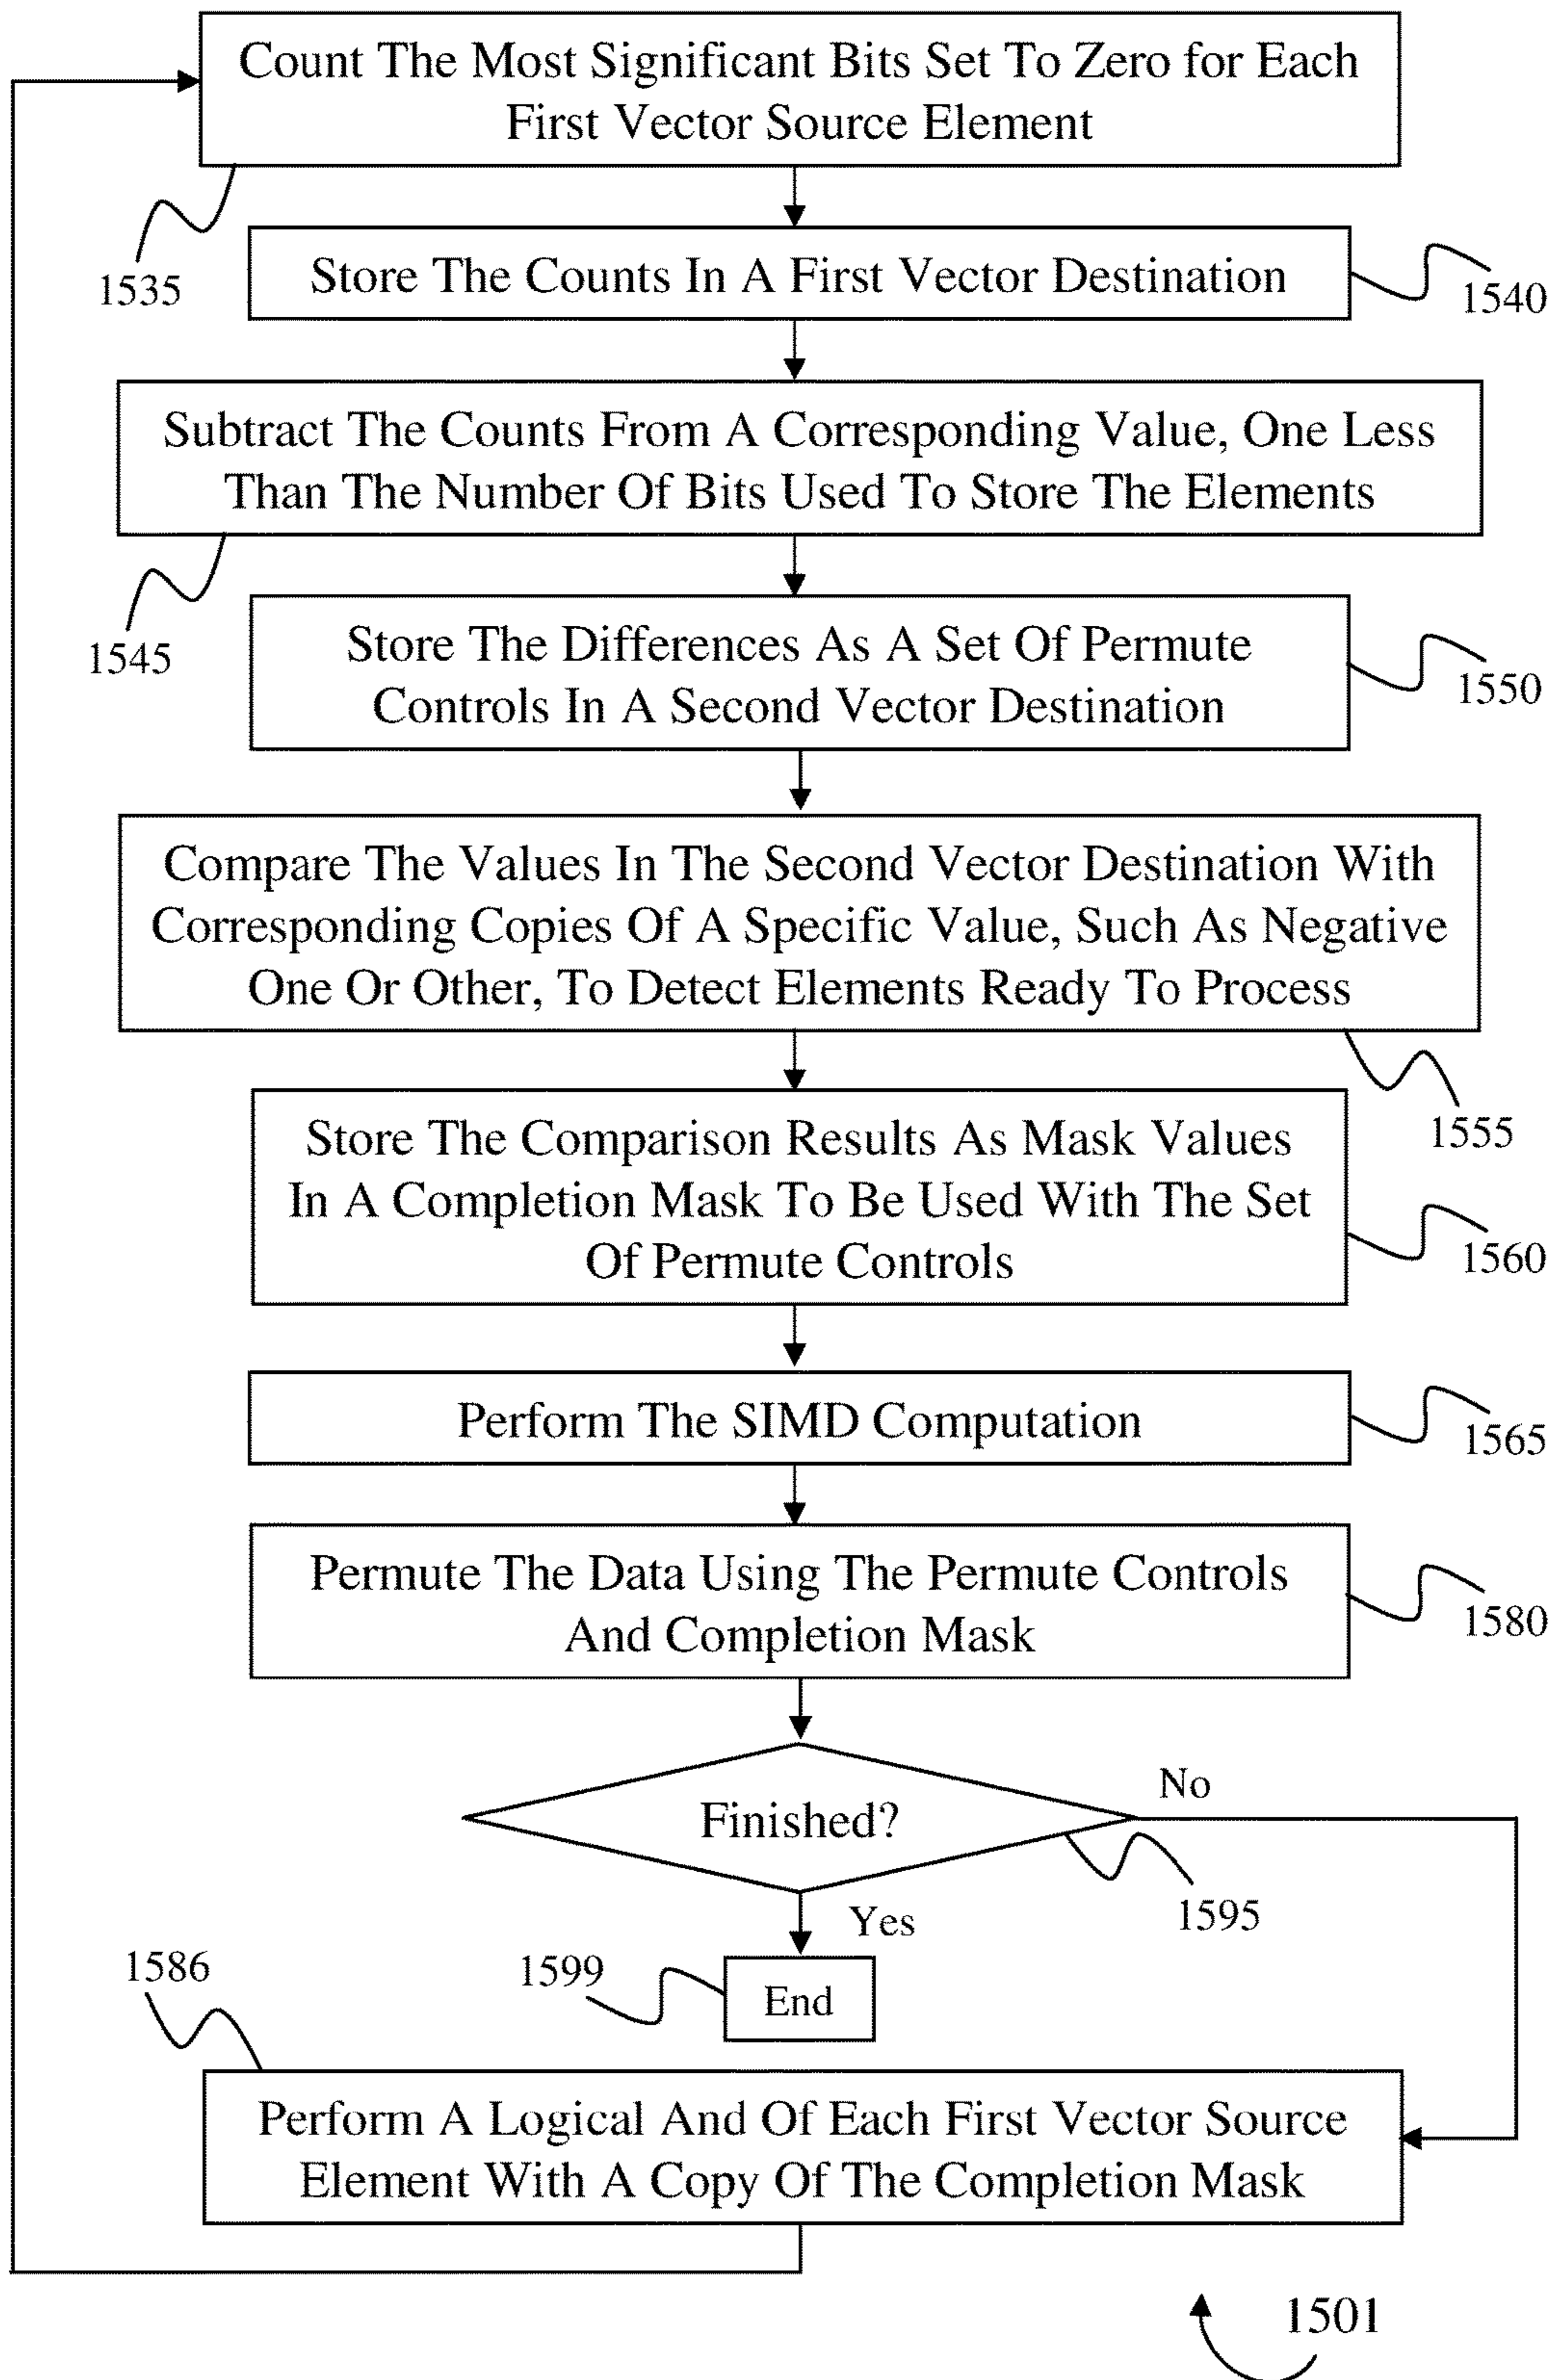 Count The Most Significant Bits Set To Zero for Each
First Vector Source Element
1535
Store The Counts In A First Vector Destination
1540
Subtract The Counts From A Corresponding Value, One Less
Than The Number Of Bits Used To Store The Elements
1545
Store The Differences As A Set Of Permute
Controls In A Second Vector Destination
1550
Compare The Values In The Second Vector Destination With
Corresponding Copies Of A Specific Value, Such As Negative
One Or Other, To Detect Elements Ready To Process
1555
Store The Comparison Results As Mask Values
In A Completion Mask To Be Used With The Set
Of Permute Controls
1560
Perform The SIMD Computation
1565
Permute The Data Using The Permute Controls
And Completion Mask
1580
Finished?
No
1595
Yes
1599
End
1586
Perform A Logical And Of Each First Vector Source
Element With A Copy Of The Completion Mask
1501